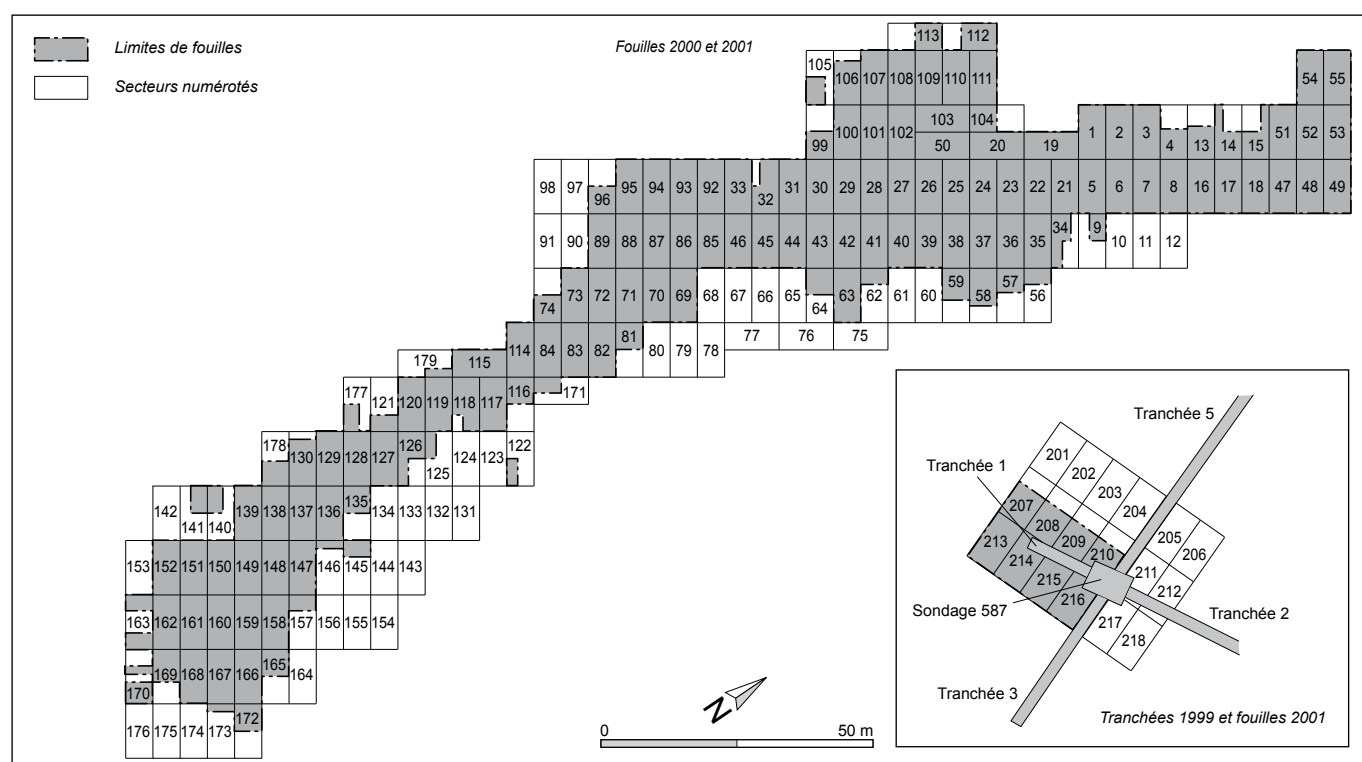 Limites de fouilles
Secteurs numérotés
Fouilles 2000 et 2001
113 112
105
106 107 108 109 110 111
54 55
100 101 102 103 104
99 50 20 19
1 2 3 4 13 14 15 51 52 53
98 97 96 95 94 93 92 33 32 31 30 29 28 27 26 25 24 23 22 21 5 6 7 8 16 17 18 47 48 49
91 90 89 88 87 86 85 46 45 44 43 42 41 40 39 38 37 36 35 34 9 10 11 12
74 73 72 71 70 69 68 67 66 65 64 63 62 61 60 59 58 57 56
114 84 83 82 81 80 79 78 77 76 75
179 115
177 121 120 119 118 117 116 171
178 130 129 128 127 126 125 124 123 122
142 141 140 139 138 137 136 135 134 133 132 131
153 152 151 150 149 148 147 146 145 144 143
163 162 161 160 159 158 157 156 155 154
170 169 168 167 166 165 164
176 175 174 173 172
N
0 50 m
Tranchée 5
Tranchée 1
201 202 203 204 205 206
207 208 209 210 211 212
213 214 215 216 217 218
Sondage 587
Tranchée 2
Tranchée 3
Tranchées 1999 et fouilles 2001